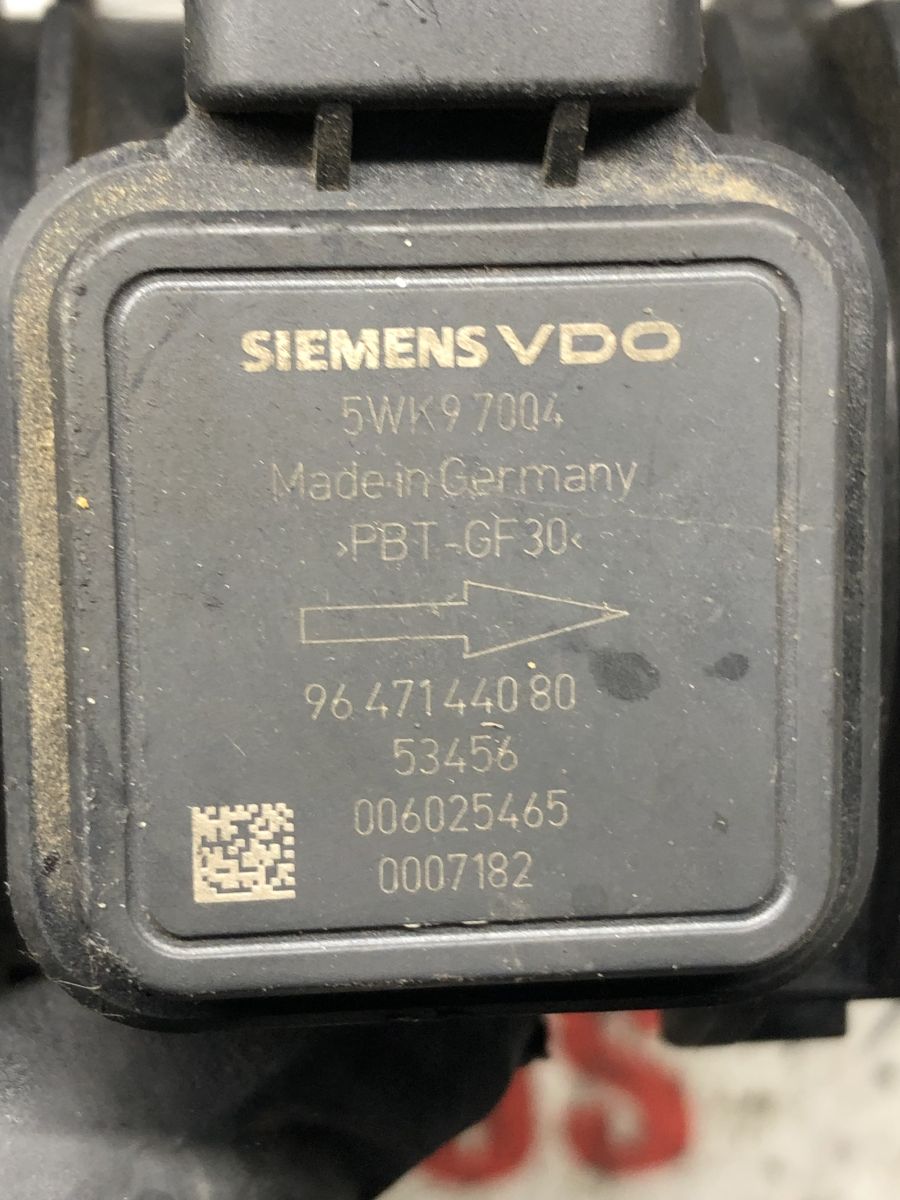 SIEMENS VDO
5WK9 7004
Made in Germany
>PBT-GF30<
96 471 440 80
53456
006025465
0007182